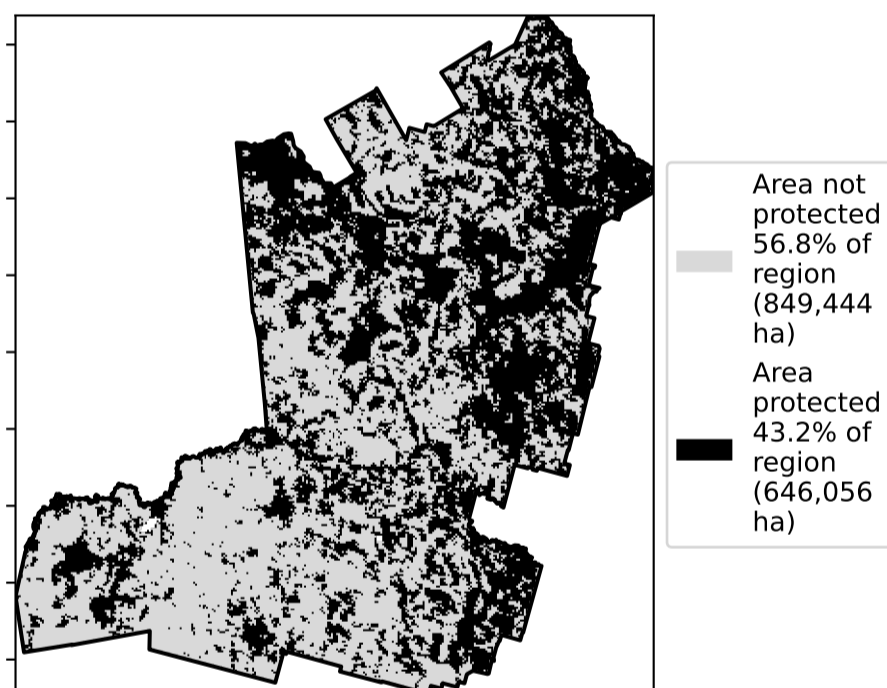 Area not
protected
56.8% of
region
(849,444
ha)
Area
protected
43.2% of
region
(646,056
ha)